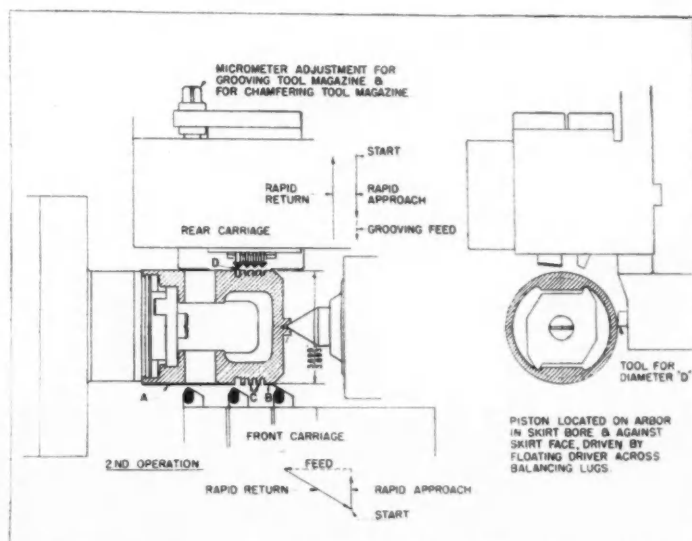 MICROMETER ADJUSTMENT FOR
GROOVING TOOL MAGAZINE &
FOR CHAMFERING TOOL MAGAZINE
START
RAPID
RETURN
RAPID
APPROACH
REAR CARRIAGE
GROOVING FEED
D
A
C
B
TOOL FOR
DIAMETER "D"
FRONT CARRIAGE
2ND OPERATION
FEED
RAPID RETURN
RAPID APPROACH
START
PISTON LOCATED ON ARBOR
IN SKIRT BORE & AGAINST
SKIRT FACE, DRIVEN BY
FLOATING DRIVER ACROSS
BALANCING LUGS.